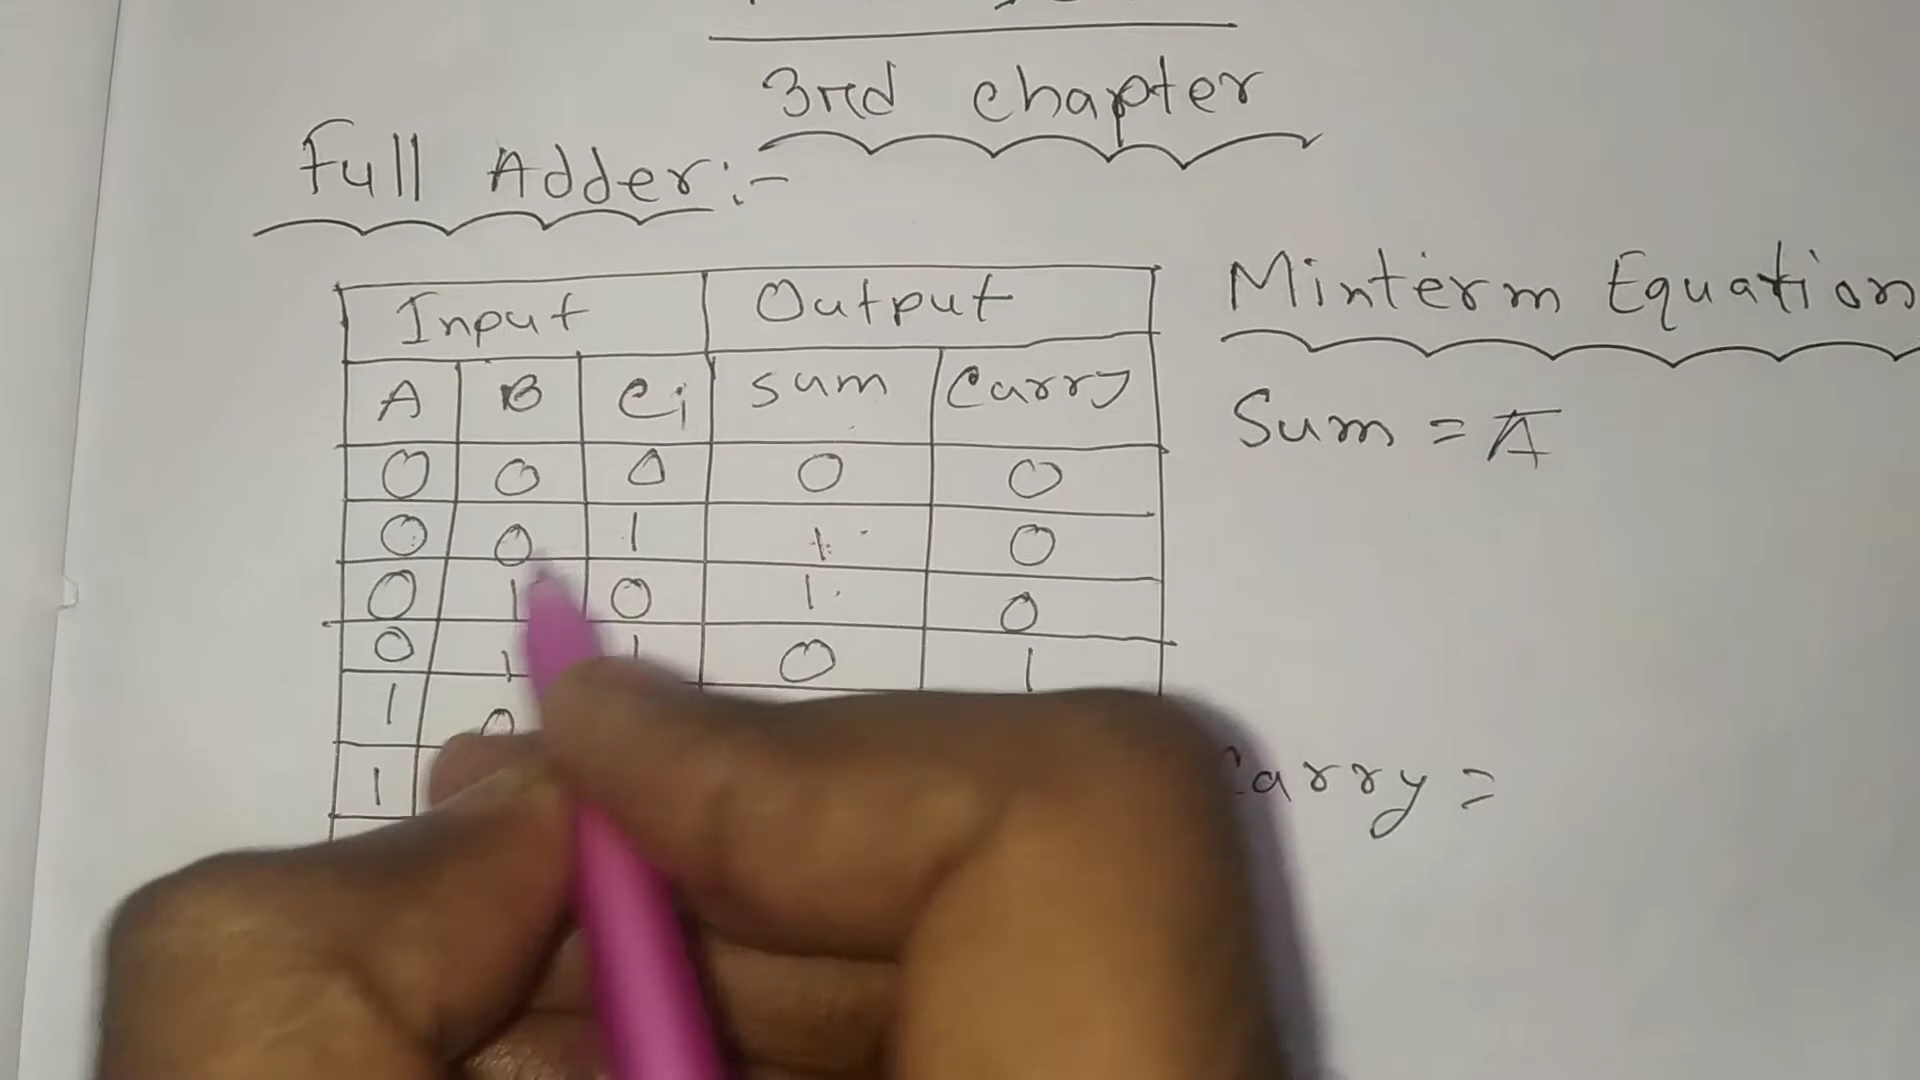 3rd chapter
Full Adder:-
Input Output
A B Ci Sum Carry
0 0 0 0 0
0 0 1 1 0
0 1 0 1 0
0 1 1 0 1
1 0
1
Minterm Equation
Sum = A̅
Carry =